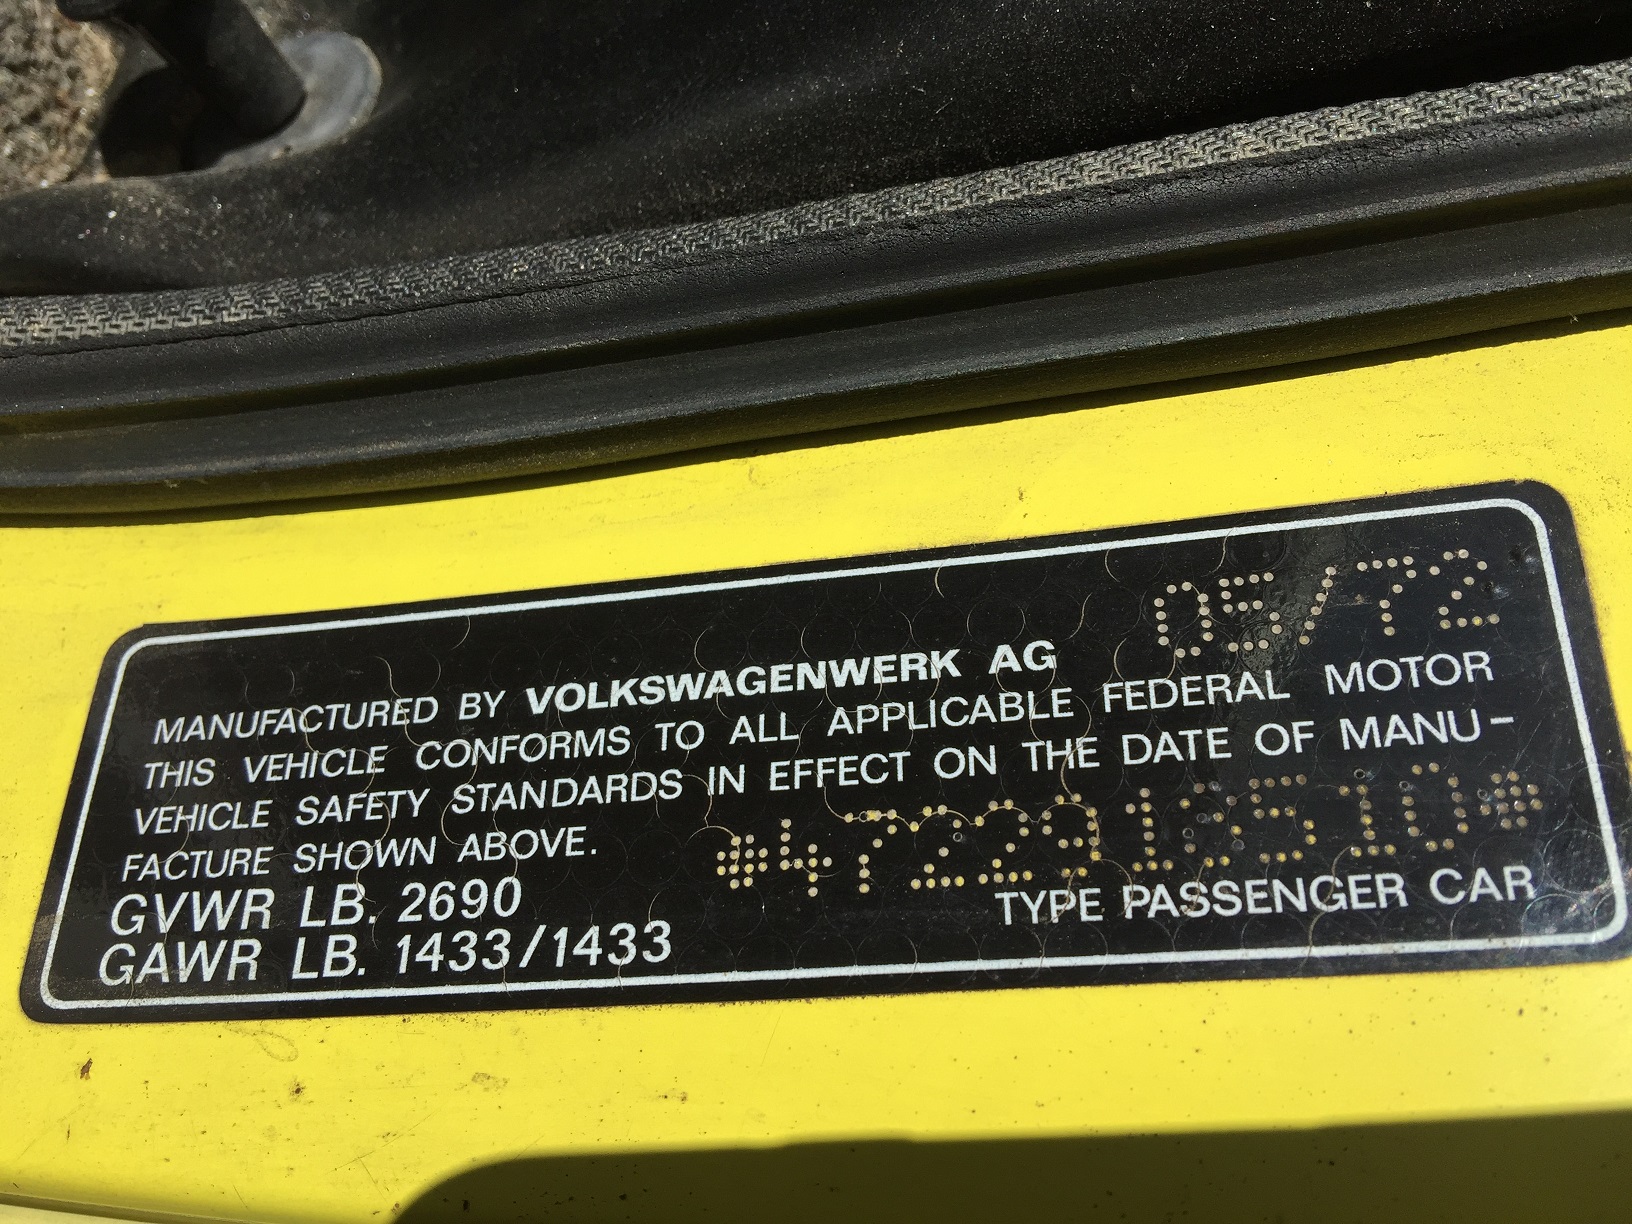 05/72
MANUFACTURED BY VOLKSWAGENWERK AG
THIS VEHICLE CONFORMS TO ALL APPLICABLE FEDERAL MOTOR
VEHICLE SAFETY STANDARDS IN EFFECT ON THE DATE OF MANU-
FACTURE SHOWN ABOVE.
GVWR LB. 2690
TYPE PASSENGER CAR
GAWR LB. 1433/1433